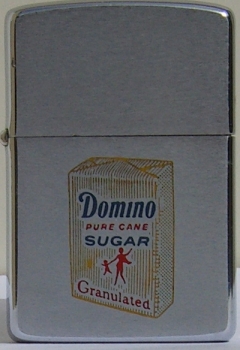 Domino
PURE CANE
SUGAR
Granulated